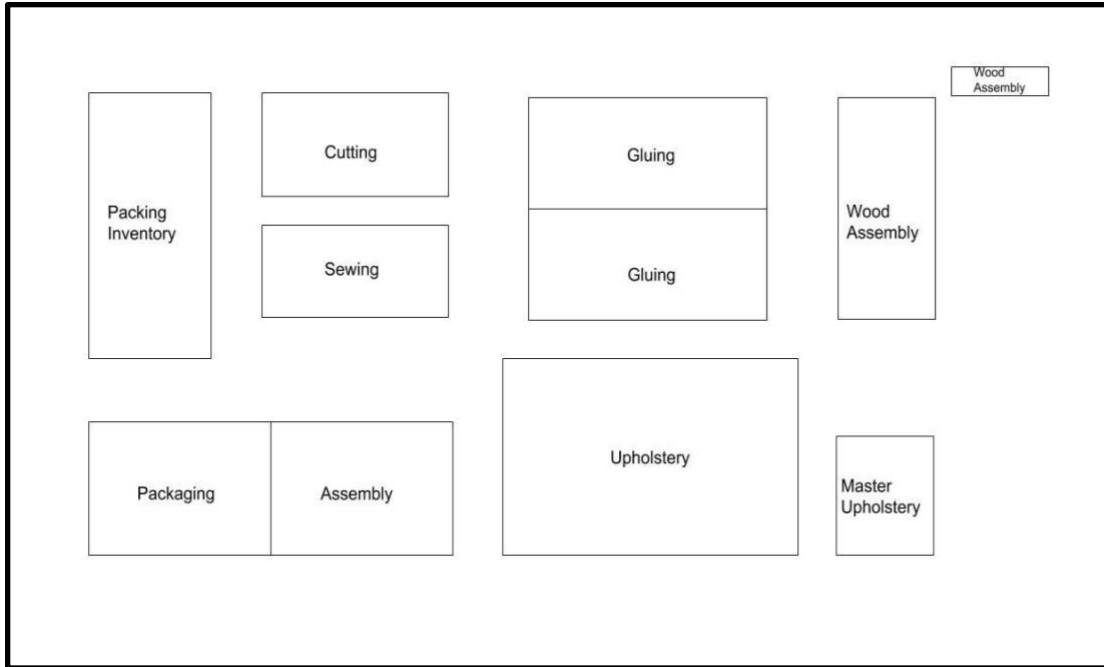 Wood
Assembly
Cutting
Gluing
Packing
Inventory
Wood
Assembly
Sewing
Gluing
Upholstery
Packaging
Assembly
Master
Upholstery